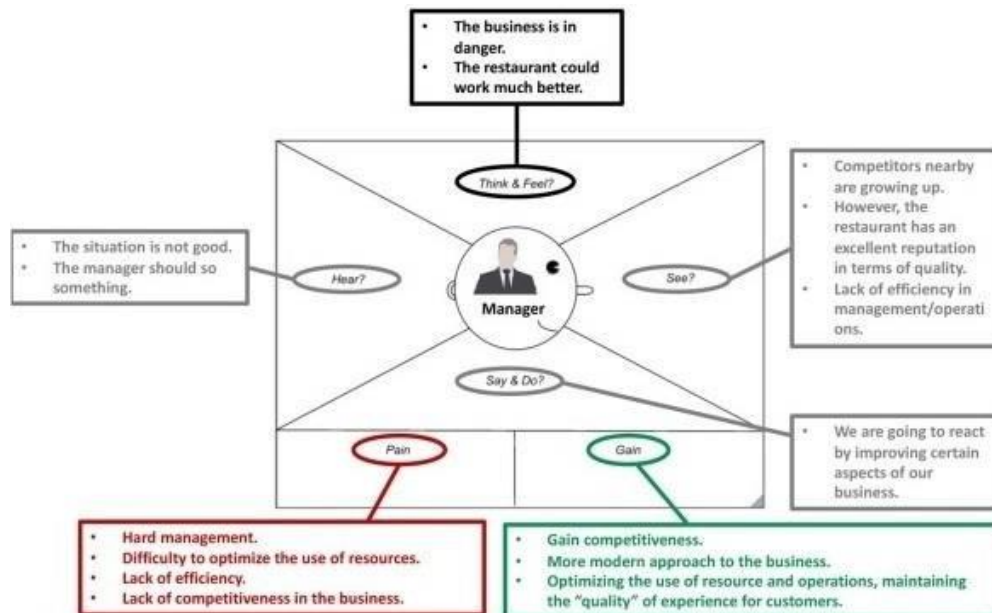 • The business is in
danger.
• The restaurant could
work much better.
Think & Feel?
• Competitors nearby
are growing up.
• However, the
restaurant has an
excellent reputation
in terms of quality.
• Lack of efficiency in
management/operati
ons.
• The situation is not good.
• The manager should so
something.
Hear?
Manager
See?
Say & Do?
• We are going to react
by improving certain
aspects of our
business.
Pain
Gain
• Hard management.
• Difficulty to optimize the use of resources.
• Lack of efficiency.
• Lack of competitiveness in the business.
• Gain competitiveness.
• More modern approach to the business.
• Optimizing the use of resource and operations, maintaining
the “quality” of experience for customers.